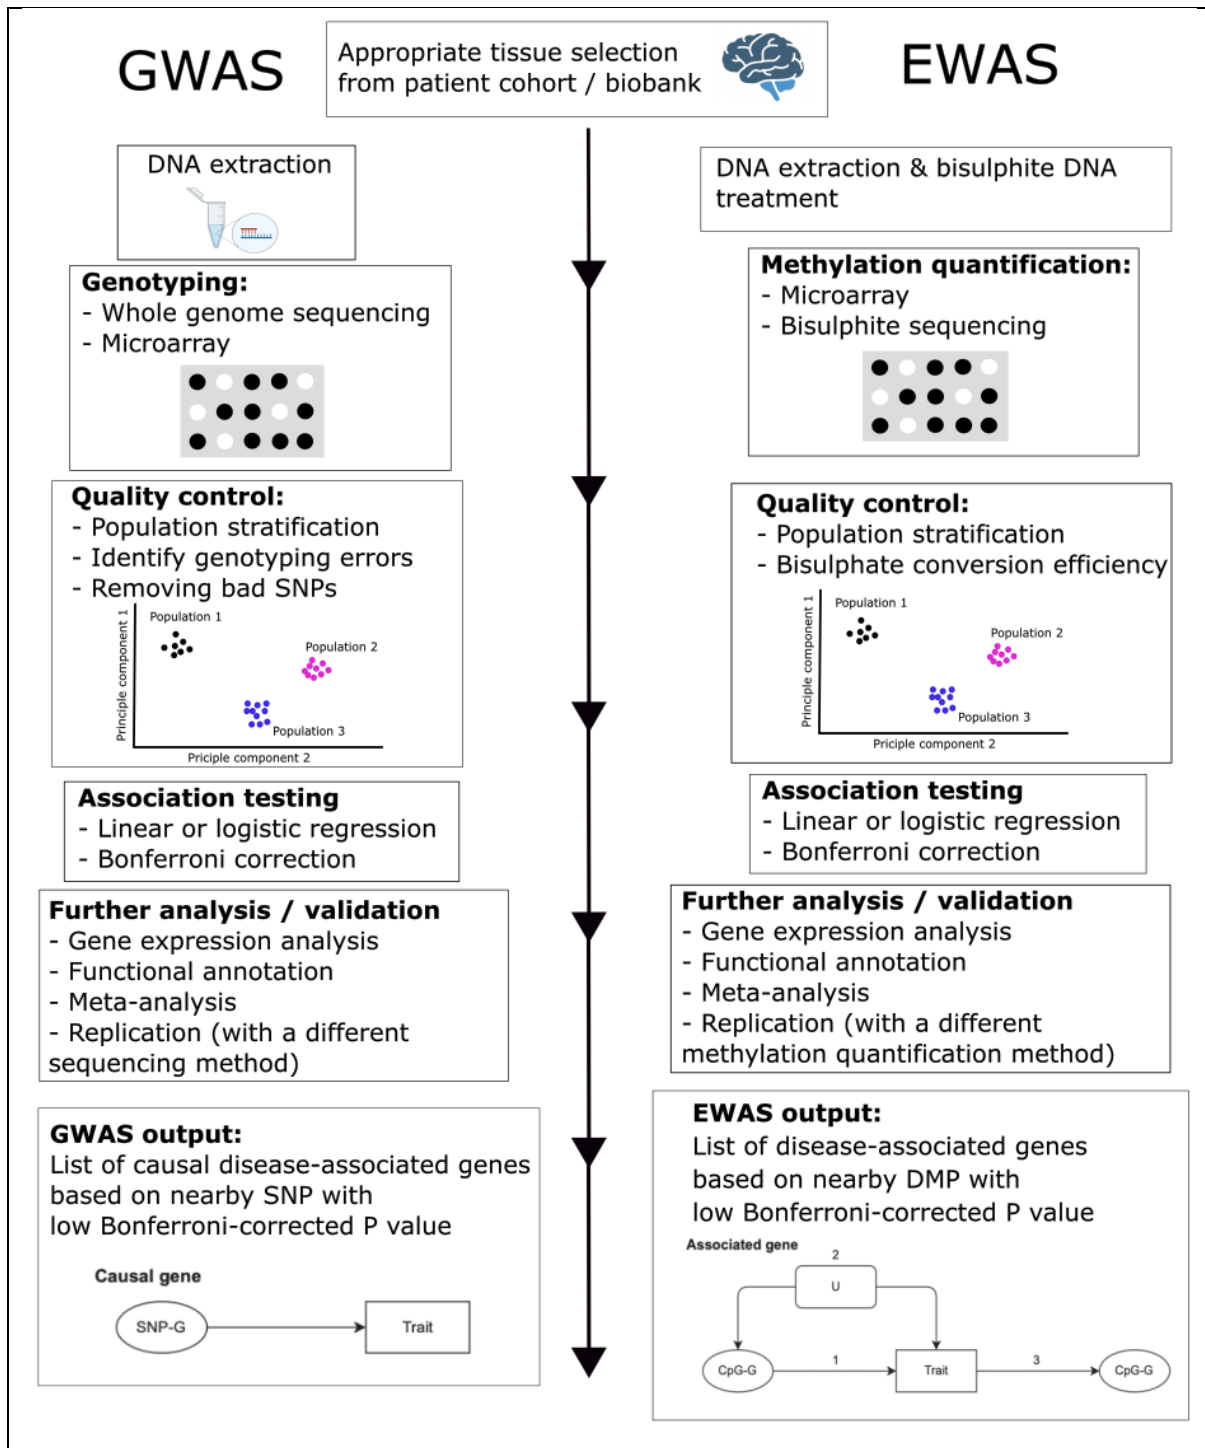 GWAS
Appropriate tissue selection
from patient cohort / biobank
EWAS
DNA extraction
Genotyping:
- Whole genome sequencing
- Microarray
Quality control:
- Population stratification
- Identify genotyping errors
- Removing bad SNPs
Principle component 1
Population 1
Population 2
Population 3
Priciple component 2
Association testing
- Linear or logistic regression
- Bonferroni correction
Further analysis / validation
- Gene expression analysis
- Functional annotation
- Meta-analysis
- Replication (with a different
sequencing method)
GWAS output:
List of causal disease-associated genes
based on nearby SNP with
low Bonferroni-corrected P value
Causal gene
SNP-G
Trait
DNA extraction & bisulphite DNA
treatment
Methylation quantification:
- Microarray
- Bisulphite sequencing
Quality control:
- Population stratification
- Bisulphate conversion efficiency
Principle component 1
Population 1
Population 2
Population 3
Priciple component 2
Association testing
- Linear or logistic regression
- Bonferroni correction
Further analysis / validation
- Gene expression analysis
- Functional annotation
- Meta-analysis
- Replication (with a different
methylation quantification method)
EWAS output:
List of disease-associated genes
based on nearby DMP with
low Bonferroni-corrected P value
Associated gene
2
U
CpG-G
1
Trait
3
CpG-G